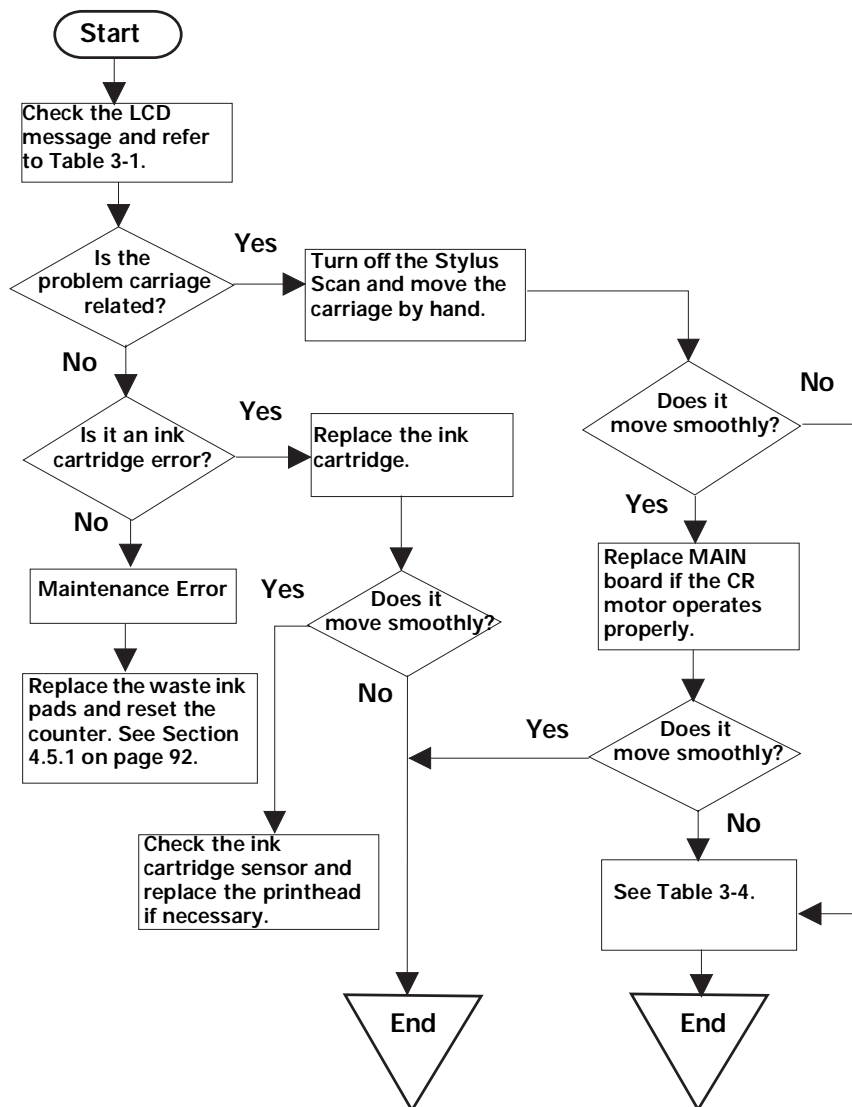 Start
Check the LCD
message and refer
to Table 3-1.
Is the
problem carriage
related?
Yes
Turn off the Stylus
Scan and move the
carriage by hand.
No
Does it
move smoothly?
No
Is it an ink
cartridge error?
Yes
Replace the ink
cartridge.
Yes
No
Maintenance Error
Yes
Does it
move smoothly?
Replace MAIN
board if the CR
motor operates
properly.
Replace the waste ink
pads and reset the
counter. See Section
4.5.1 on page 92.
No
Yes
Does it
move smoothly?
No
Check the ink
cartridge sensor and
replace the printhead
if necessary.
See Table 3-4.
End
End